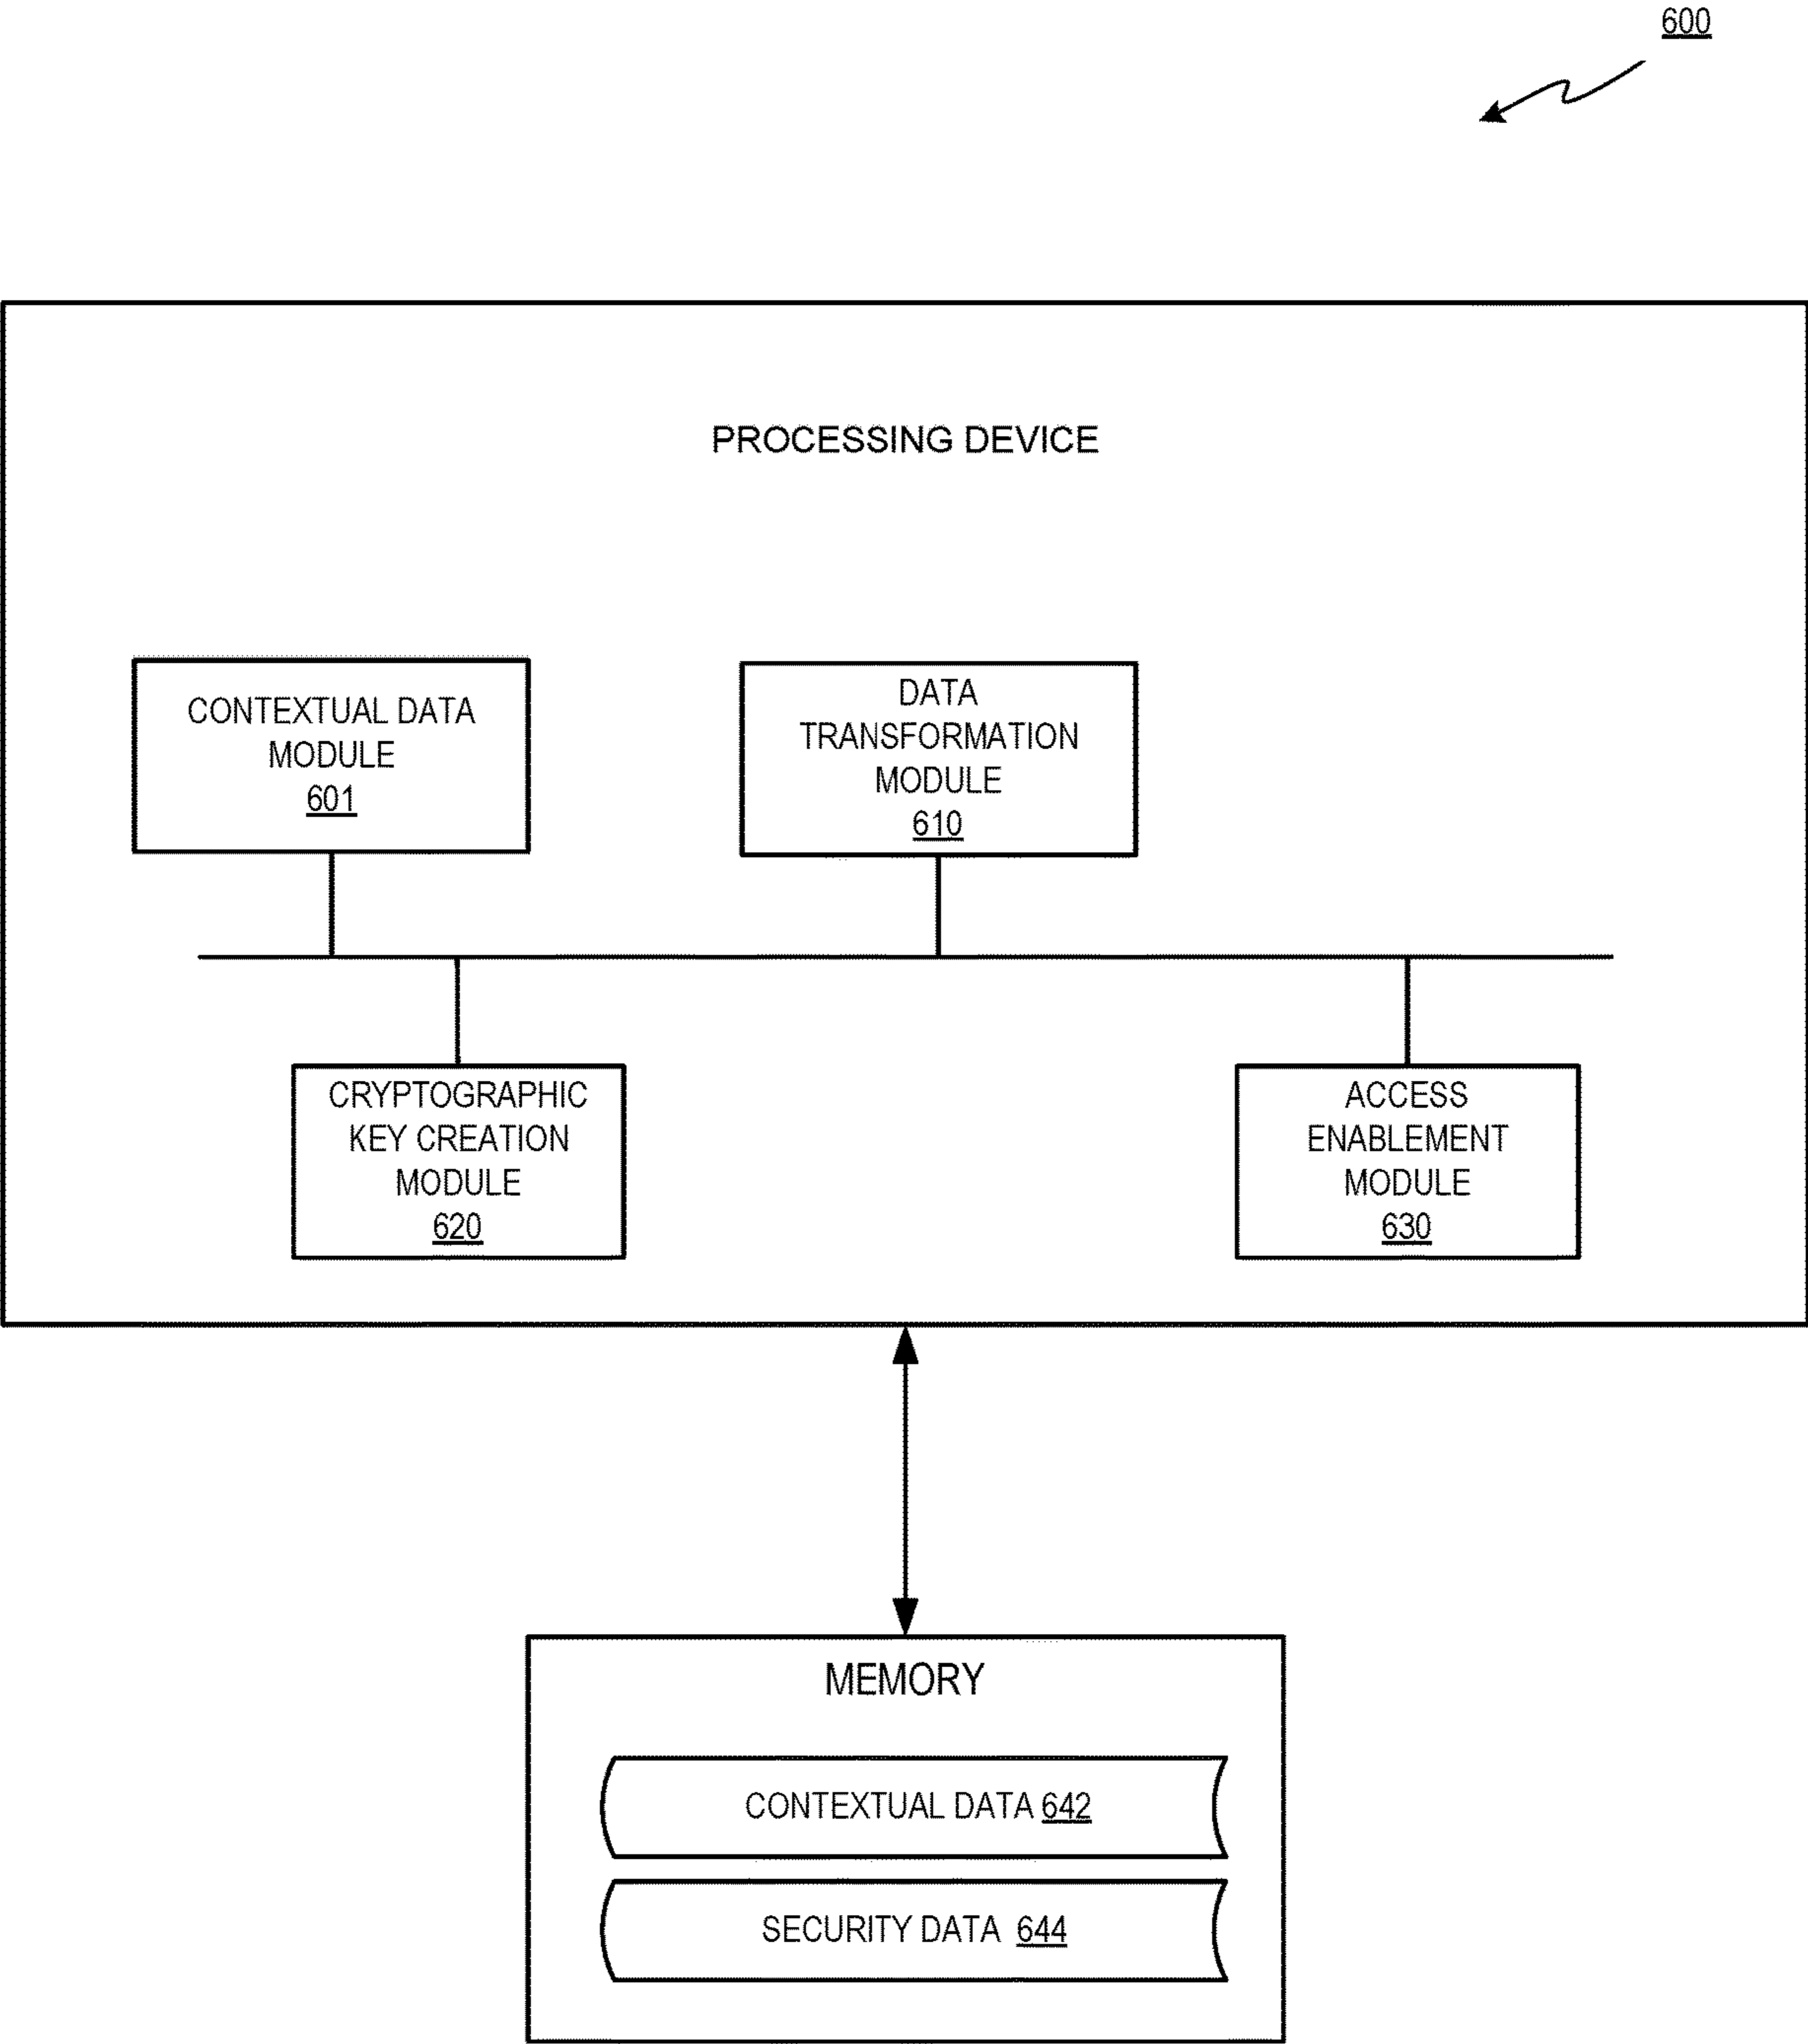 600
PROCESSING DEVICE
CONTEXTUAL DATA
MODULE
601
DATA
TRANSFORMATION
MODULE
610
CRYPTOGRAPHIC
KEY CREATION
MODULE
620
ACCESS
ENABLEMENT
MODULE
630
MEMORY
CONTEXTUAL DATA 642
SECURITY DATA 644